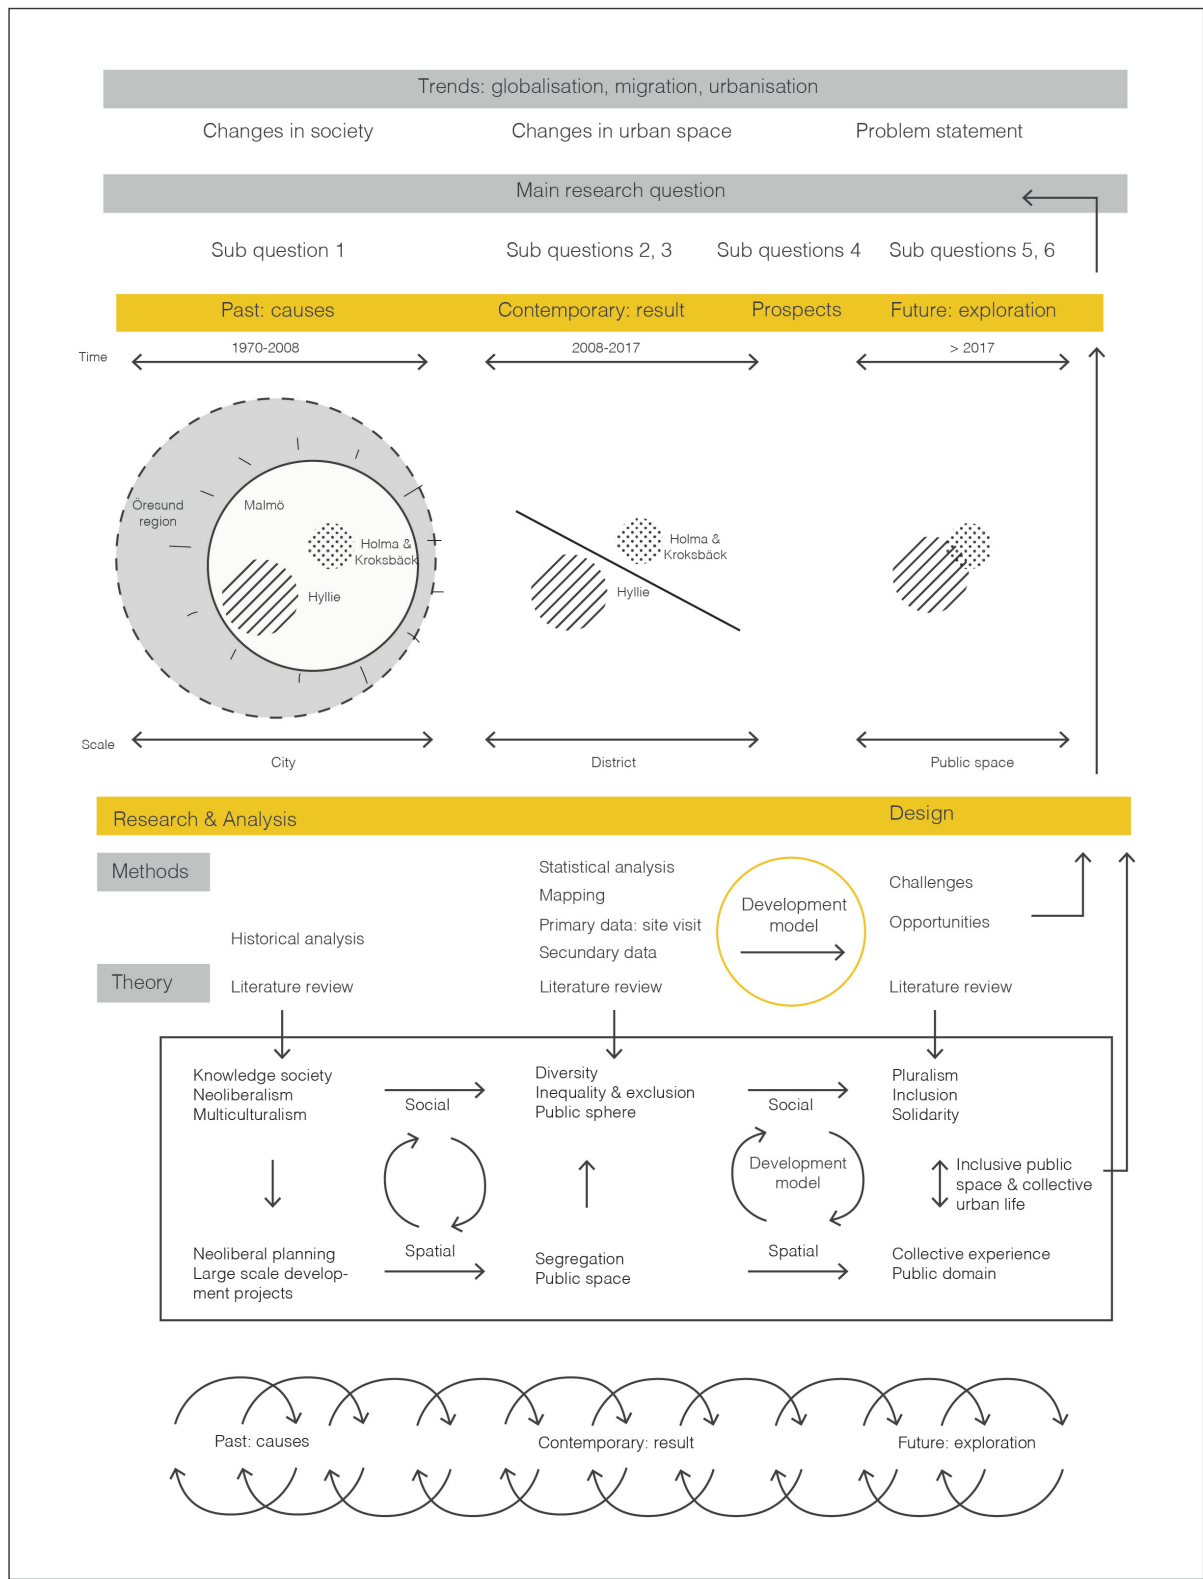 Trends: globalisation, migration, urbanisation
Changes in society
Changes in urban space
Problem statement
Main research question
Sub question 1
Sub questions 2, 3
Sub questions 4
Sub questions 5, 6
Past: causes
Contemporary: result
Prospects
Future: exploration
Time
1970-2008
2008-2017
> 2017
Öresund
region
Malmö
Holma &
Kroksbäck
Hyllie
Holma &
Kroksbäck
Hyllie
Scale
City
District
Public space
Research & Analysis
Design
Methods
Historical analysis
Statistical analysis
Mapping
Primary data: site visit
Secundary data
Development
model
Challenges
Opportunities
Theory
Literature review
Literature review
Literature review
Knowledge society
Neoliberalism
Multiculturalism
Social
Diversity
Inequality & exclusion
Public sphere
Social
Pluralism
Inclusion
Solidarity
Development
model
Inclusive public
space & collective
urban life
Neoliberal planning
Large scale develop-
ment projects
Spatial
Segregation
Public space
Spatial
Collective experience
Public domain
Past: causes
Contemporary: result
Future: exploration